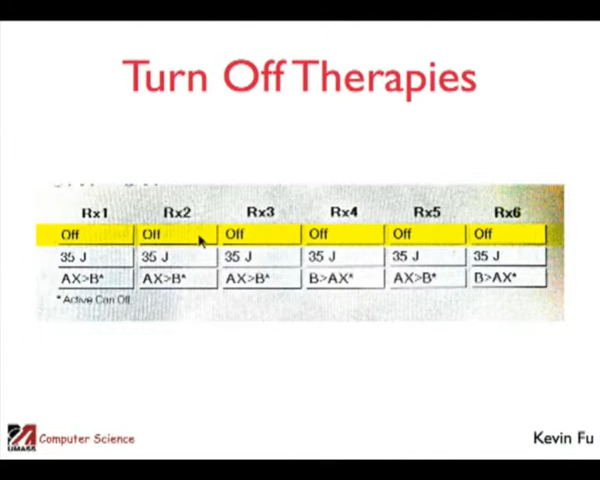 Turn Off Therapies
Rx1 Rx2 Rx3 Rx4 Rx5 Rx6
Off Off Off Off Off Off
35 J 35 J 35 J 35 J 35 J 35 J
AX>B* AX>B* AX>B* B>AX* AX>B* B>AX*
*Active Can Off
UMASS Computer Science
Kevin Fu